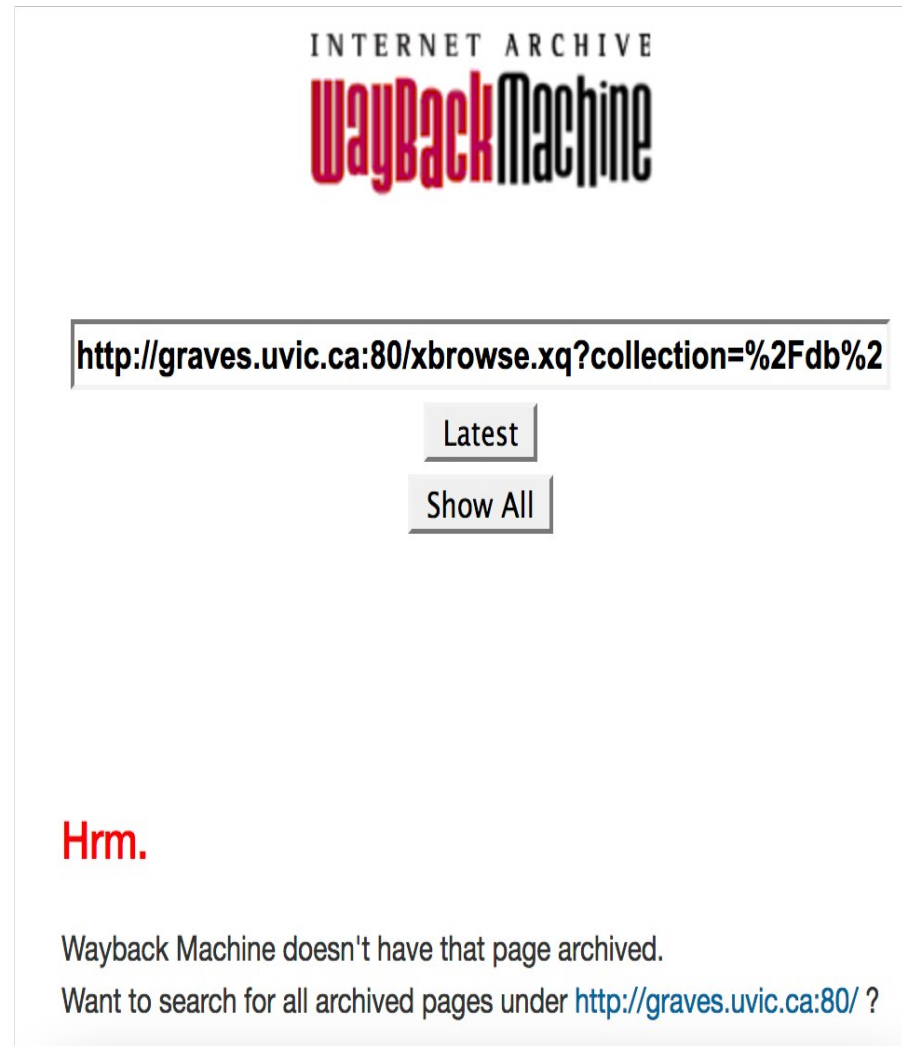 INTERNET ARCHIVE
WayBackMachine
http://graves.uvic.ca:80/xbrowse.xq?collection=%2Fdb%2
Latest
Show All
Hrm.
Wayback Machine doesn't have that page archived.
Want to search for all archived pages under http://graves.uvic.ca:80/ ?